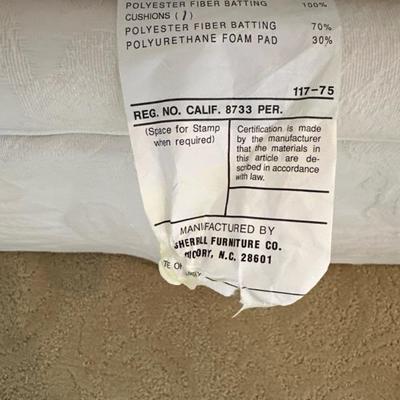 POLYESTER FIBER BATTING 100%
CUSHIONS (1)
POLYESTER FIBER BATTING 70%
POLYURETHANE FOAM PAD 30%
117-75
REG. NO. CALIF. 8733 PER.
(Space for Stamp
when required)
Certification is made
by the manufacturer
that the materials in
this article are de-
scribed in accordance
with law.
MANUFACTURED BY
SHERRILL FURNITURE CO.
N.C. 28601